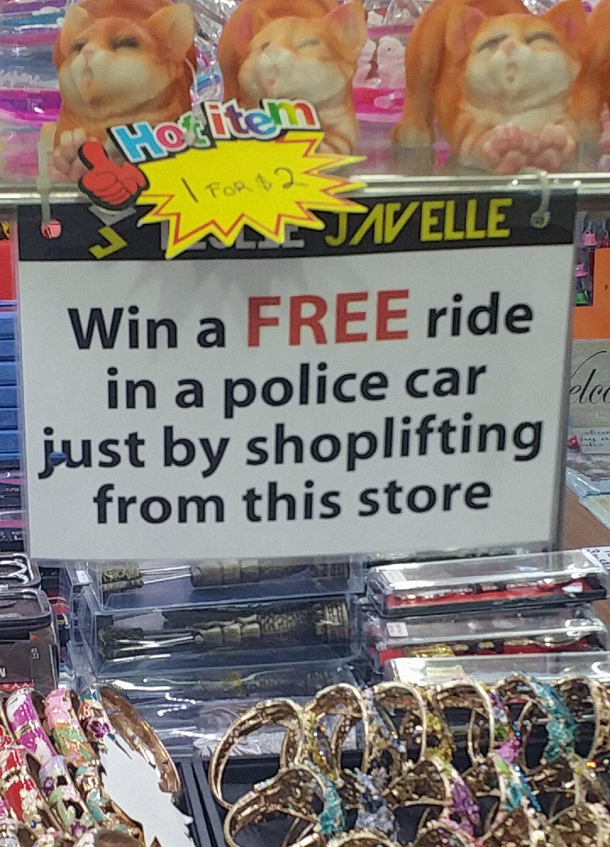 Hot item
1 FOR $2
JAVELLE
Win a FREE ride
in a police car
just by shoplifting
from this store